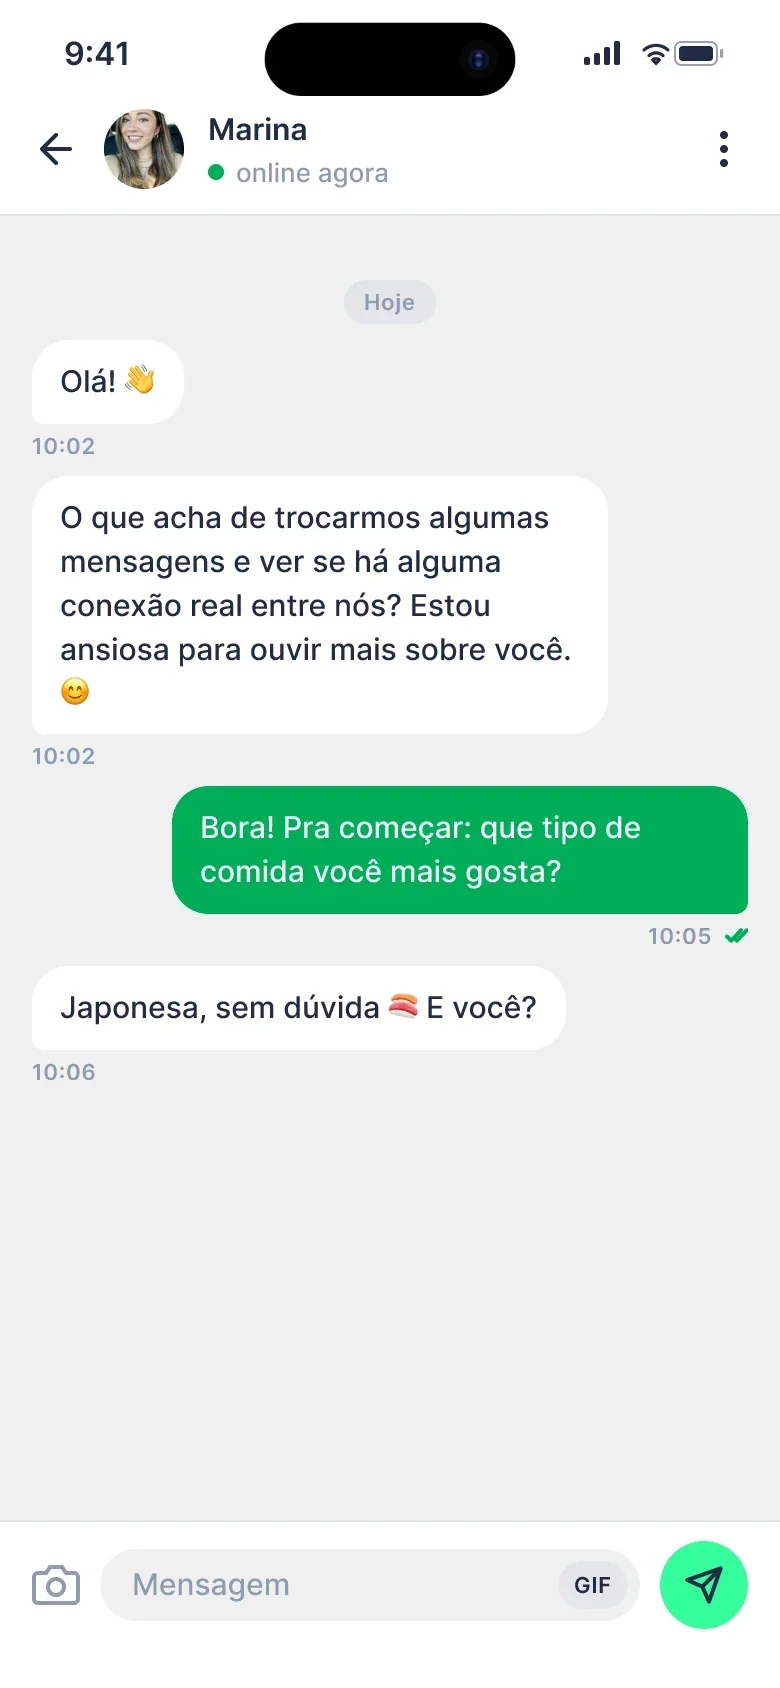 9:41
Marina
online agora
Hoje
Olá! 👋
10:02
O que acha de trocarmos algumas
mensagens e ver se há alguma
conexão real entre nós? Estou
ansiosa para ouvir mais sobre você.
😊
10:02
Bora! Pra começar: que tipo de
comida você mais gosta?
10:05
Japonesa, sem dúvida 🍣 E você?
10:06
Mensagem
GIF